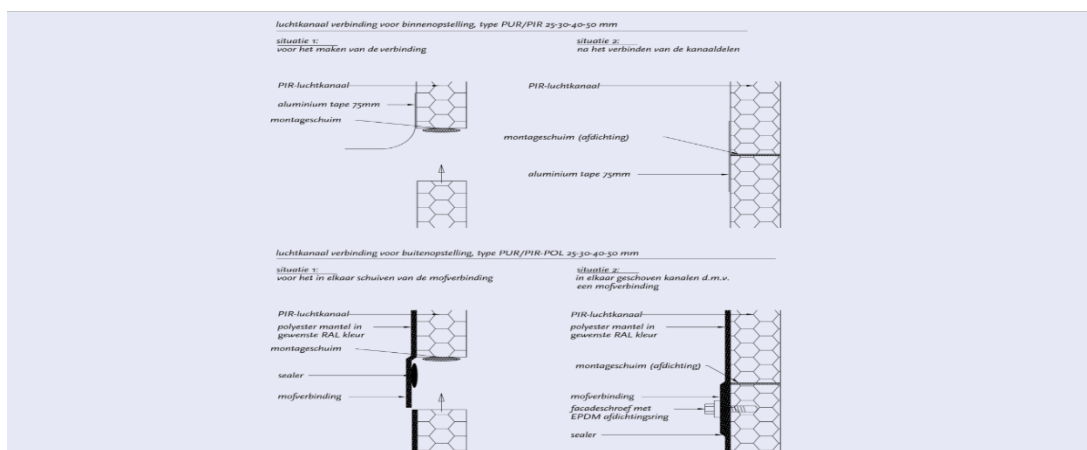 luchtkanaal verbinding voor binnenopstelling, type PUR/PIR 25-30-40-50 mm
situatie 1:
voor het maken van de verbinding
PIR-luchtkanaal
aluminium tape 75mm
montageschuim
situatie 2:
na het verbinden van de kanaaldelen
PIR-luchtkanaal
montageschuim (afdichting)
aluminium tape 75mm
luchtkanaal verbinding voor buitenopstelling, type PUR/PIR-POL 25-30-40-50 mm
situatie 1:
voor het in elkaar schuiven van de mofverbinding
PIR-luchtkanaal
polyester mantel in
gewenste RAL kleur
montageschuim
sealer
mofverbinding
situatie 2:
in elkaar geschoven kanalen d.m.v.
een mofverbinding
PIR-luchtkanaal
polyester mantel in
gewenste RAL kleur
montageschuim (afdichting)
mofverbinding
facadeschroef met
EPDM afdichtingsring
sealer